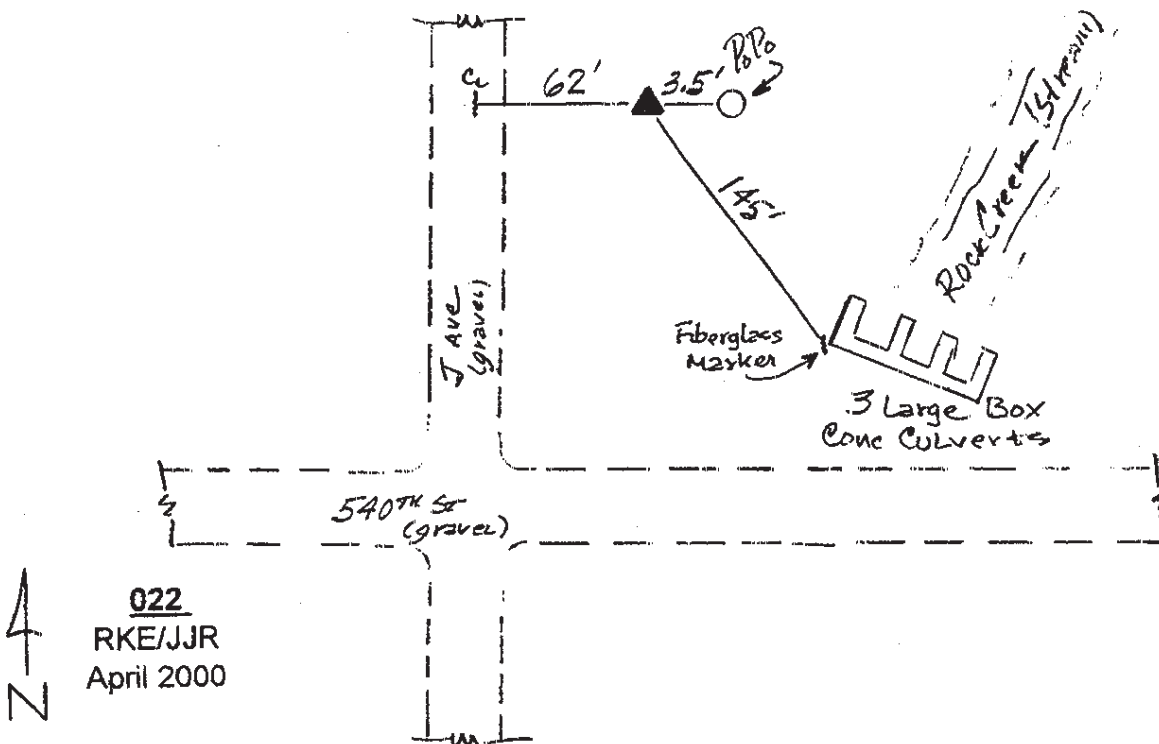 CL
62'
3.5'
P.P.
Rock Creek (stream)
145'
J Ave
(gravel)
Fiberglass
Marker
3 Large Box
Conc Culverts
540TH ST
(gravel)
022
RKE/JJR
April 2000
N